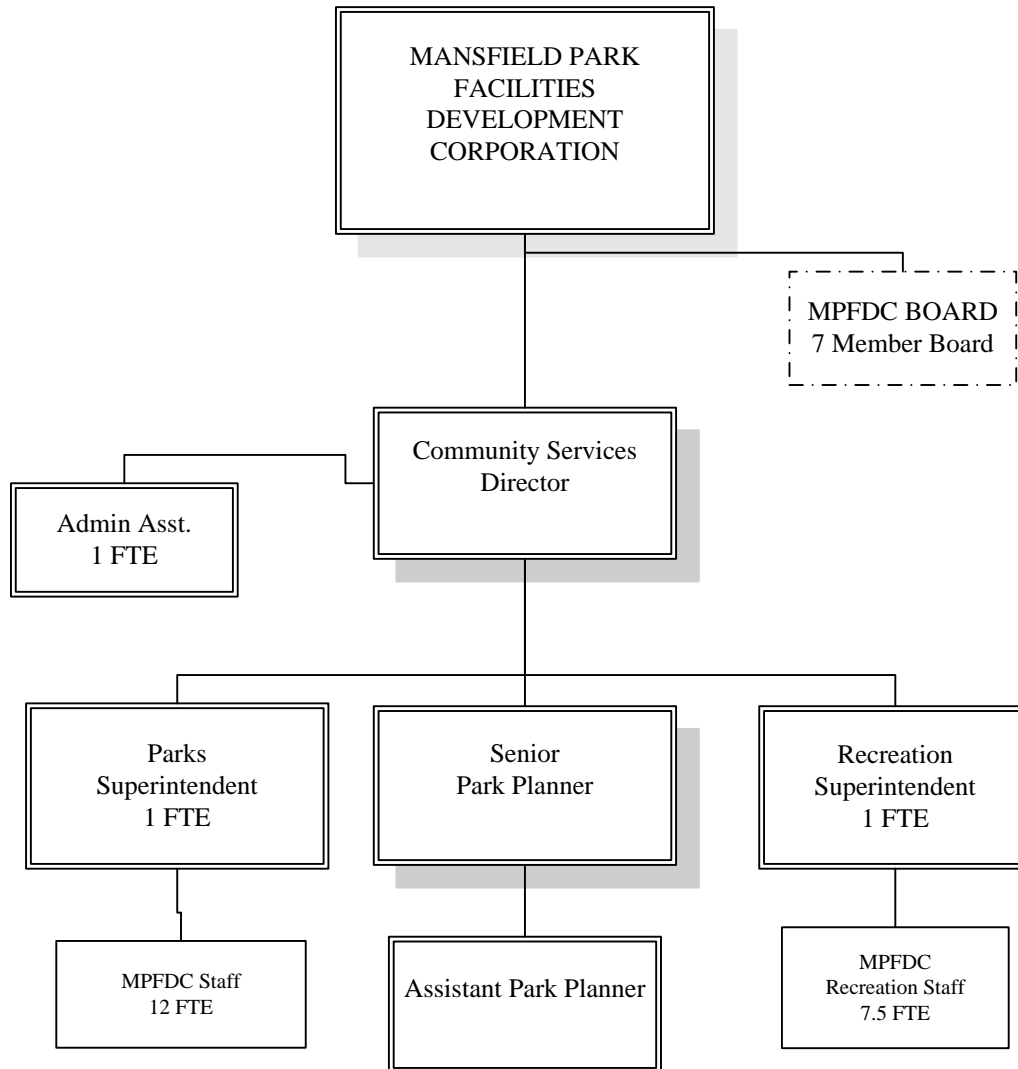 MANSFIELD PARK
FACILITIES
DEVELOPMENT
CORPORATION
MPFDC BOARD
7 Member Board
Community Services
Director
Admin Asst.
1 FTE
Parks
Superintendent
1 FTE
Senior
Park Planner
Recreation
Superintendent
1 FTE
MPFDC Staff
12 FTE
Assistant Park Planner
MPFDC
Recreation Staff
7.5 FTE